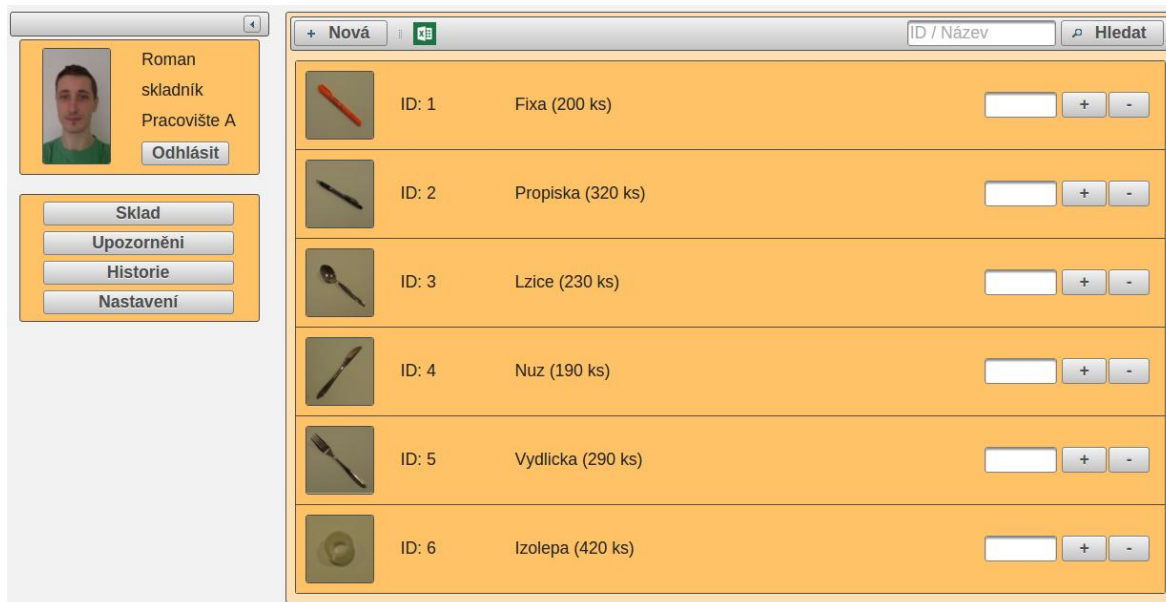 Roman
skladník
Pracovište A
Odhlásit
Sklad
Upozorněni
Historie
Nastavení
+ Nová
ID / Název
Hledat
ID: 1 Fixa (200 ks) + -
ID: 2 Propiska (320 ks) + -
ID: 3 Lzice (230 ks) + -
ID: 4 Nuz (190 ks) + -
ID: 5 Vydlicka (290 ks) + -
ID: 6 Izolepa (420 ks) + -